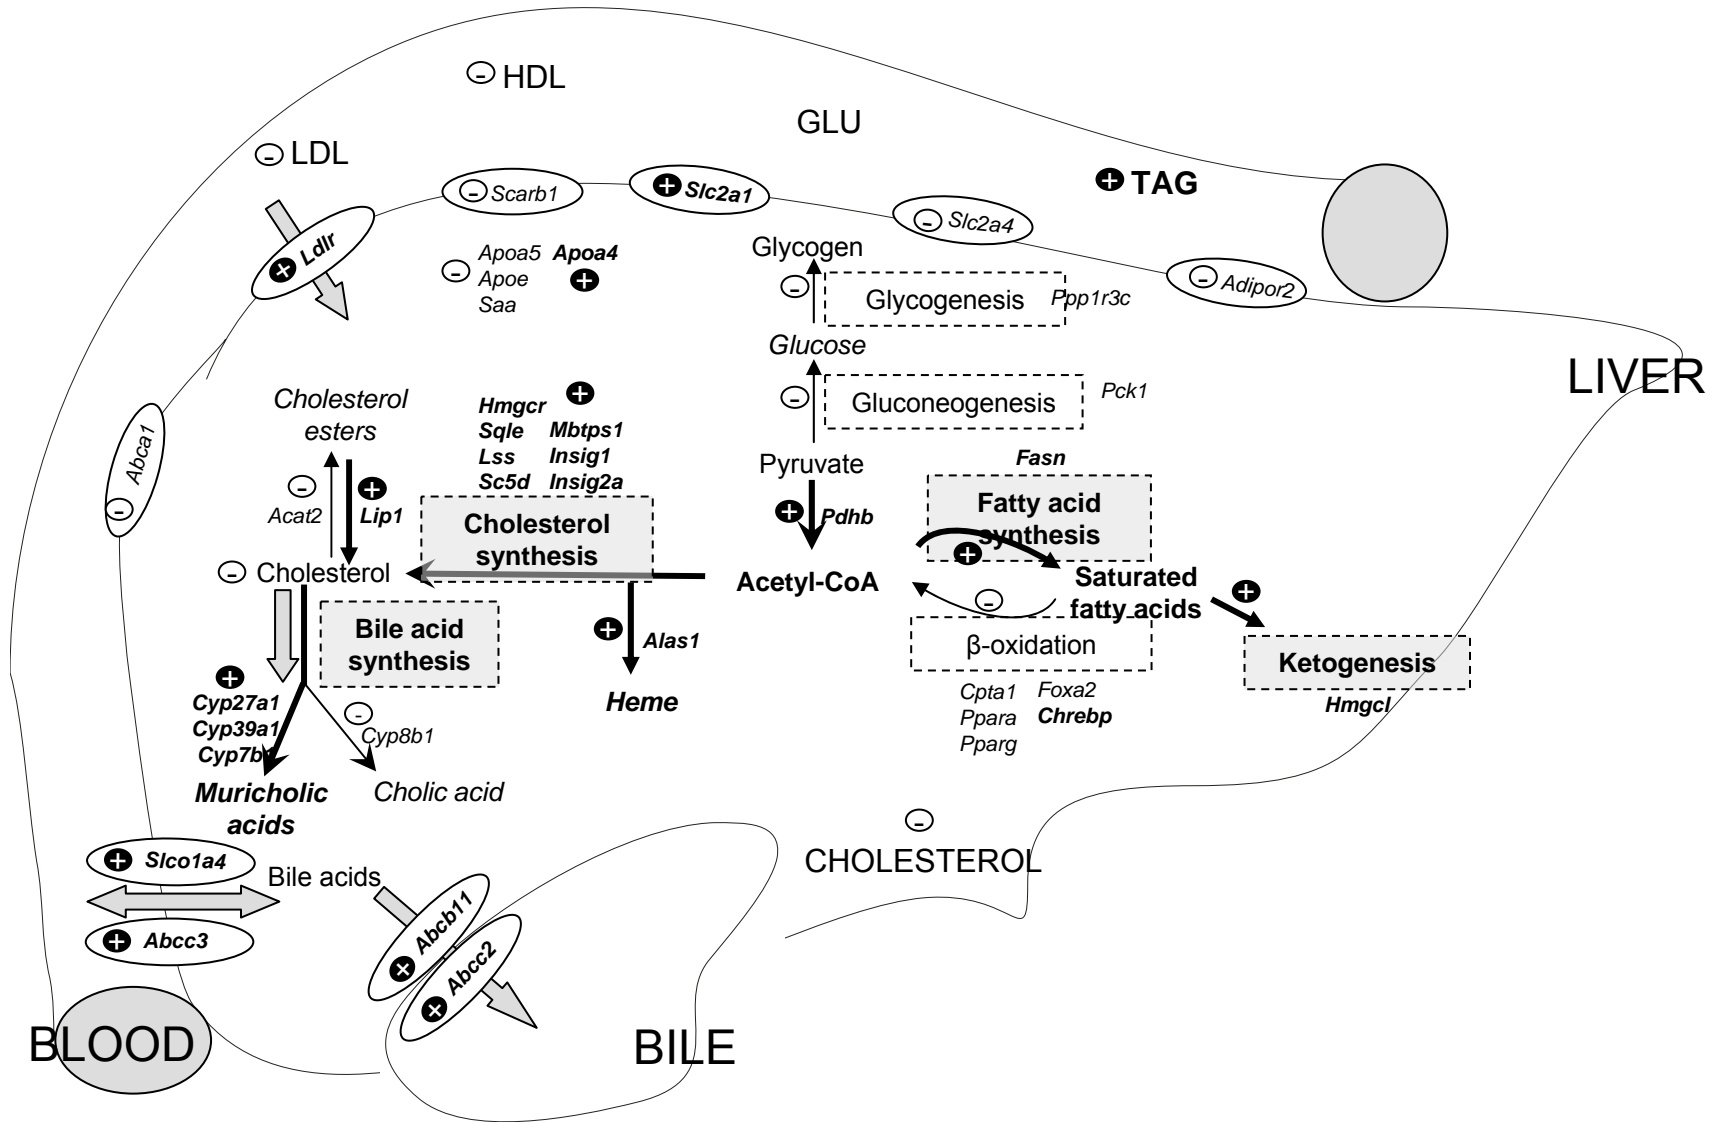 HDL
GLU
LDL
TAG
Scarb1
Slc2a1
Slc2a4
Ldlr
Adipor2
Apoa5 Apoa4
Apoe
Saa
Glycogen
Glycogenesis
Ppp1r3c
Glucose
LIVER
Gluconeogenesis
Pck1
Abca1
Cholesterol
esters
Hmgcr
Sqle Mbtps1
Lss Insig1
Sc5d Insig2a
Pyruvate
Fasn
Acat2
Lip1
Cholesterol
synthesis
Pdhb
Fatty acid
synthesis
Cholesterol
Acetyl-CoA
Saturated
fatty acids
Bile acid
synthesis
Alas1
β-oxidation
Ketogenesis
Hmgcl
Heme
Cpta1 Foxa2
Ppara Chrebp
Pparg
Cyp27a1
Cyp39a1
Cyp8b1
Muricholic
acids
Cholic acid
Slco1a4
Bile acids
CHOLESTEROL
Abcc3
Abcb11
Abcc2
BLOOD
BILE